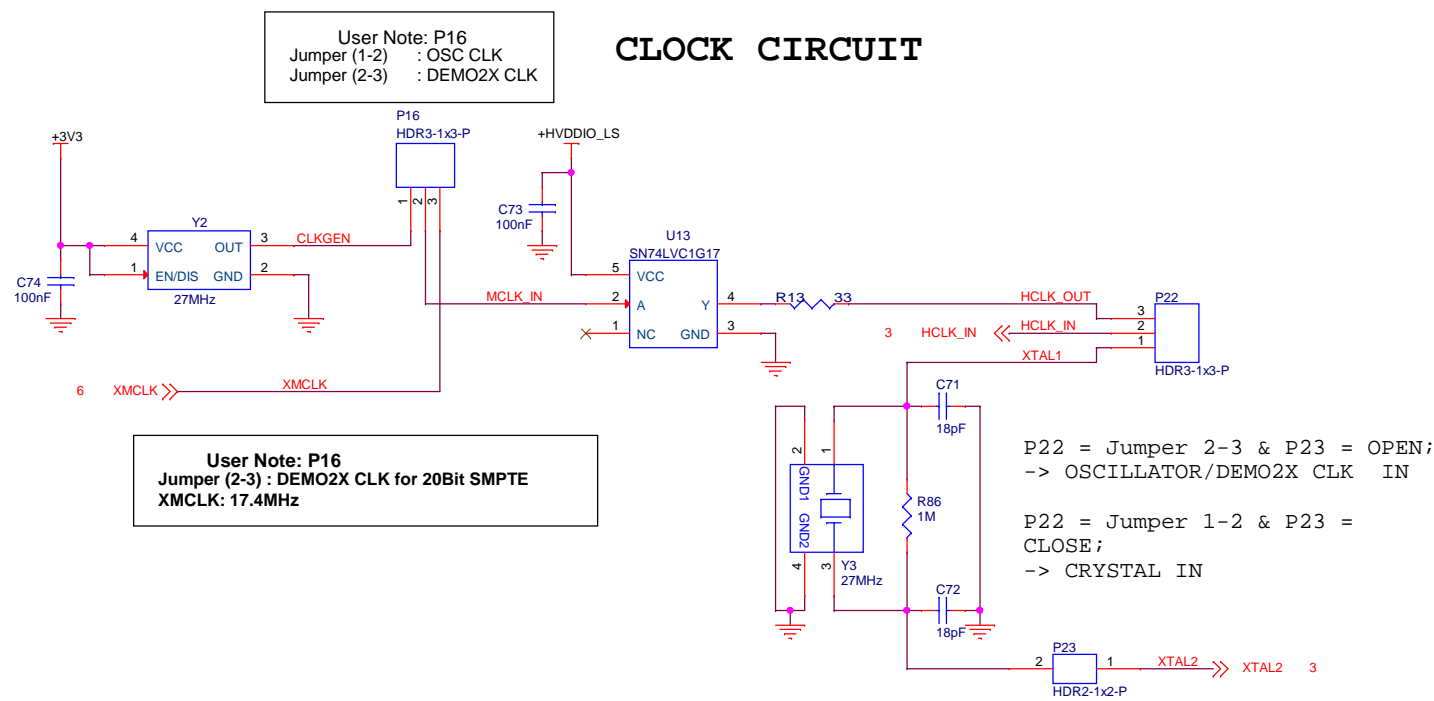 User Note: P16
Jumper (1-2) : OSC CLK
Jumper (2-3) : DEMO2X CLK
CLOCK CIRCUIT
P16
HDR3-1x3-P
+3V3
+HVDDIO_LS
1
2
3
C73
100nF
Y2
4
VCC
OUT
3
CLKGEN
1
EN/DIS
GND
2
27MHz
C74
100nF
U13
SN74LVC1G17
5
VCC
MCLK_IN
2
A
Y
4
R13
33
HCLK_OUT
1
NC
GND
3
P22
3
2
1
HDR3-1x3-P
3
HCLK_IN
HCLK_IN
XTAL1
6
XMCLK
XMCLK
User Note: P16
Jumper (2-3) : DEMO2X CLK for 20Bit SMPTE
XMCLK: 17.4MHz
C71
18pF
2
1
GND1
GND2
4
3
Y3
27MHz
R86
1M
C72
18pF
P22 = Jumper 2-3 & P23 = OPEN;
-> OSCILLATOR/DEMO2X CLK IN
P22 = Jumper 1-2 & P23 =
CLOSE;
-> CRYSTAL IN
P23
2
1
HDR2-1x2-P
XTAL2
XTAL2
3